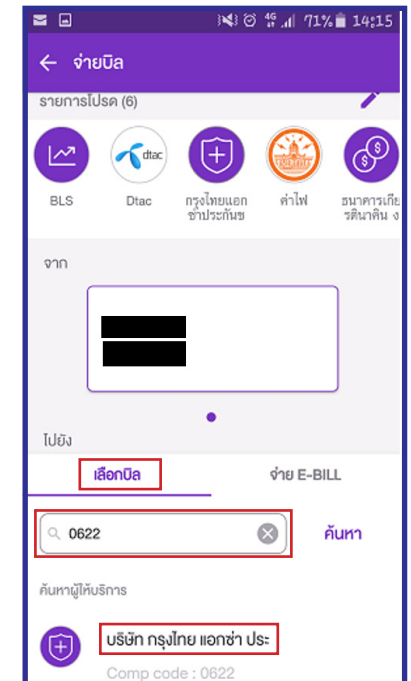 4G 71% 14:15
← จ่ายบิล
รายการโปรด (6)
dtac
BLS
Dtac
กรุงไทยแอก
ซ่าประกันช
ค่าไฟ
ธนาคารเกีย
รตินาคิน ง
จาก
ไปยัง
เลือกบิล
จ่าย E-BILL
0622
ค้นหา
ค้นหาผู้ให้บริการ
บริษัท กรุงไทย แอกซ่า ประ
Comp code : 0622